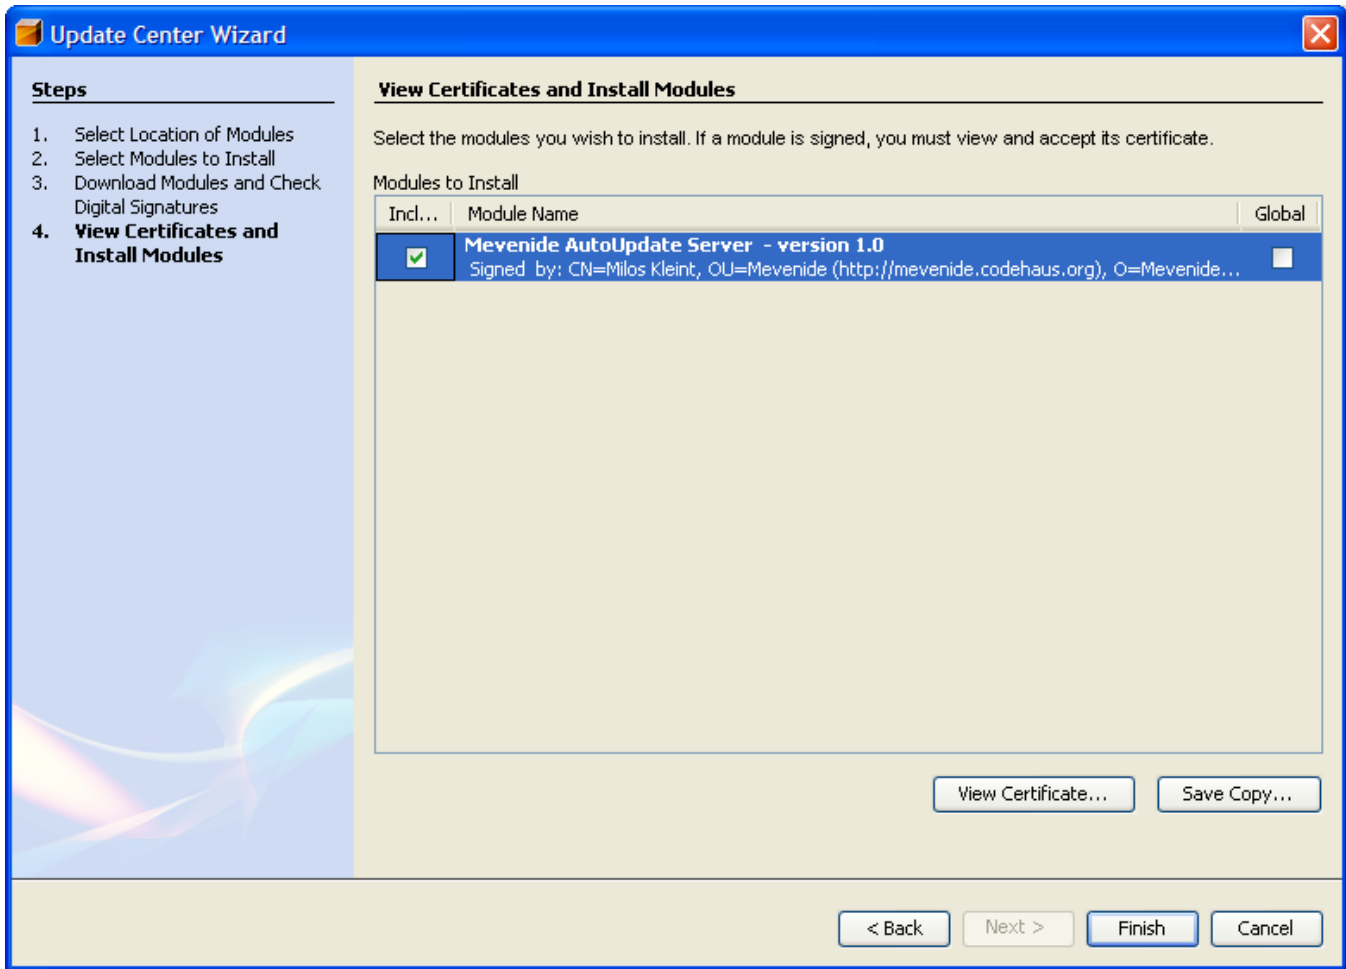 Update Center Wizard
Steps
1. Select Location of Modules
2. Select Modules to Install
3. Download Modules and Check
Digital Signatures
4. View Certificates and
Install Modules
View Certificates and Install Modules
Select the modules you wish to install. If a module is signed, you must view and accept its certificate.
Modules to Install
Incl... Module Name Global
Mevenide AutoUpdate Server - version 1.0
Signed by: CN=Milos Kleint, OU=Mevenide (http://mevenide.codehaus.org), O=Mevenide...
View Certificate... Save Copy...
< Back Next > Finish Cancel